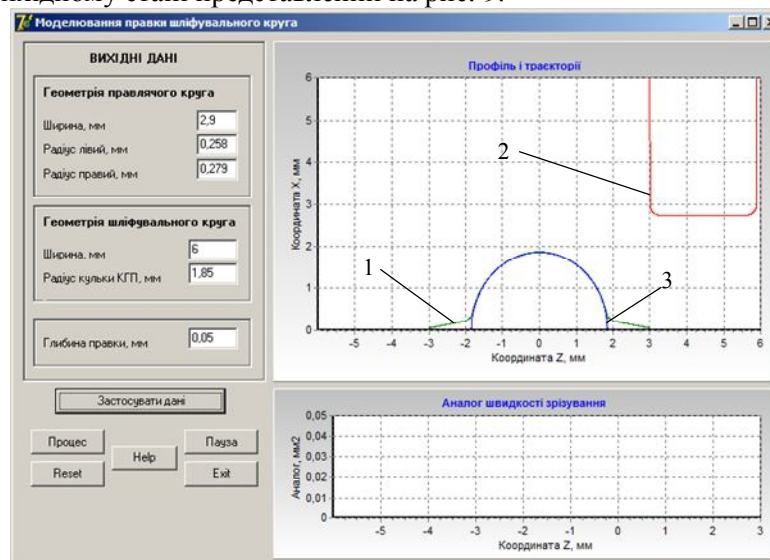 хідному стані представлений на рис. 9.
Моделювання правки шліфувального круга
ВИХІДНІ ДАНІ
Геометрія правлячого круга
Ширина, мм 2,9
Радіус лівий, мм 0,258
Радіус правий, мм 0,279
Геометрія шліфувального круга
Ширина, мм 6
Радіус кульки КГП, мм 1,85
Глибина правки, мм 0,05
Застосувати дані
Процес
Help
Пауза
Reset
Exit
Профіль і траєкторії
Координата X, мм
6
5
4
3
2
1
0
1
2
3
-5 -4 -3 -2 -1 0 1 2 3 4 5 6
Координата Z, мм
Аналог швидкості зрізування
Аналог, мм2
0,05
0,04
0,03
0,02
0,01
0
-5 -4 -3 -2 -1 0 1 2 3
Координата Z, мм